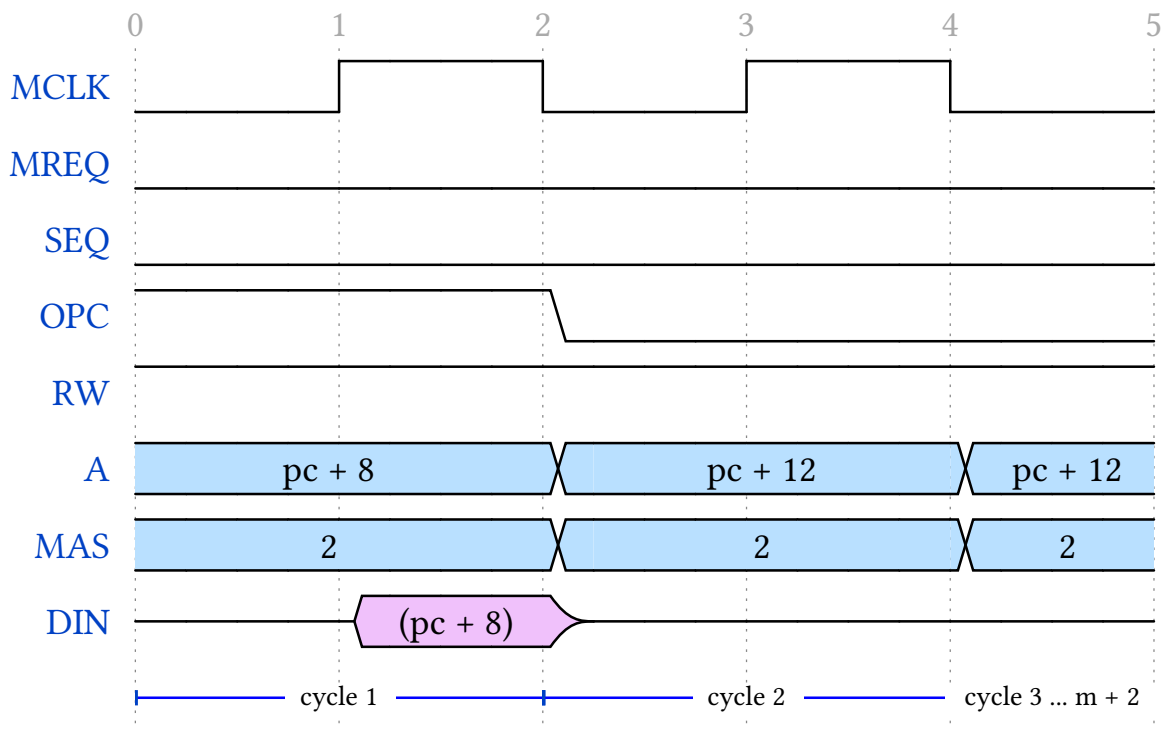 0 1 2 3 4 5
MCLK
MREQ
SEQ
OPC
RW
A pc + 8 pc + 12 pc + 12
MAS 2 2 2
DIN (pc + 8)
cycle 1 cycle 2 cycle 3 ... m + 2